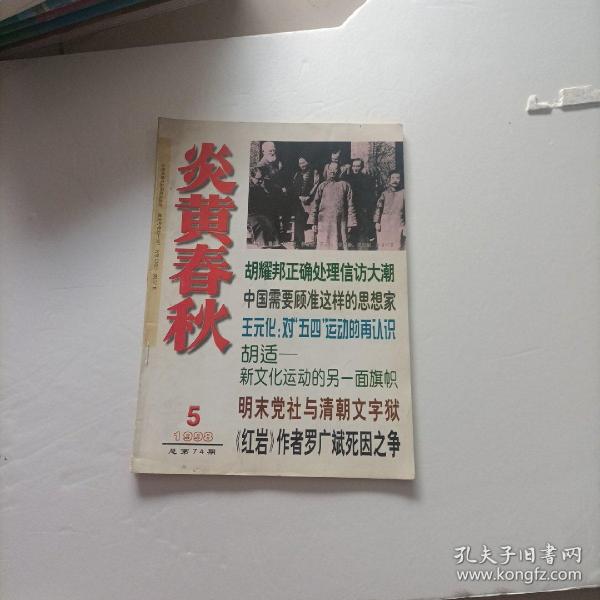 炎黄春秋
胡耀邦正确处理信访大潮
中国需要顾准这样的思想家
王元化:对“五四”运动的再认识
胡适——
新文化运动的另一面旗帜
明末党社与清朝文字狱
《红岩》作者罗广斌死因之争
5
1998
总第74期
孔夫子旧书网
www.kongfz.com